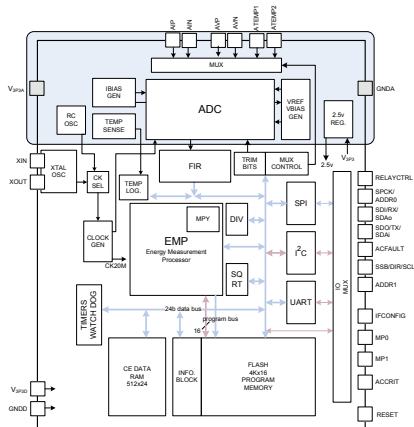 AIP
AIN
AVP
AVN
ATEMP1
ATEMP2
MUX
V3P3A
GNDA
IBIAS
GEN
ADC
VREF
VBIAS
GEN
2.5v
REG.
RC
OSC
TEMP
SENSE
2.5v
V3P3
XIN
XOUT
XTAL
OSC
CK
SEL
TEMP
LOG.
FIR
TRIM
BITS
MUX
CONTROL
CLOCK
GEN
CK20M
MPY
EMP
Energy Measurement
Processor
DIV
SQ
RT
SPI
I2C
UART
IO
MUX
RELAYCTRL
SPCK/
ADDR0
SDI/RX/
SDAo
SDO/TX/
SDAi
ACFAULT
SSB/DIR/SCL
ADDR1
IFCONFIG
MP0
MP1
ACCRIT
RESET
TIMERS
WATCH DOG
24b data bus
program bus
16
V3P3D
GNDD
CE DATA
RAM
512x24
INFO.
BLOCK
FLASH
4Kx16
PROGRAM
MEMORY